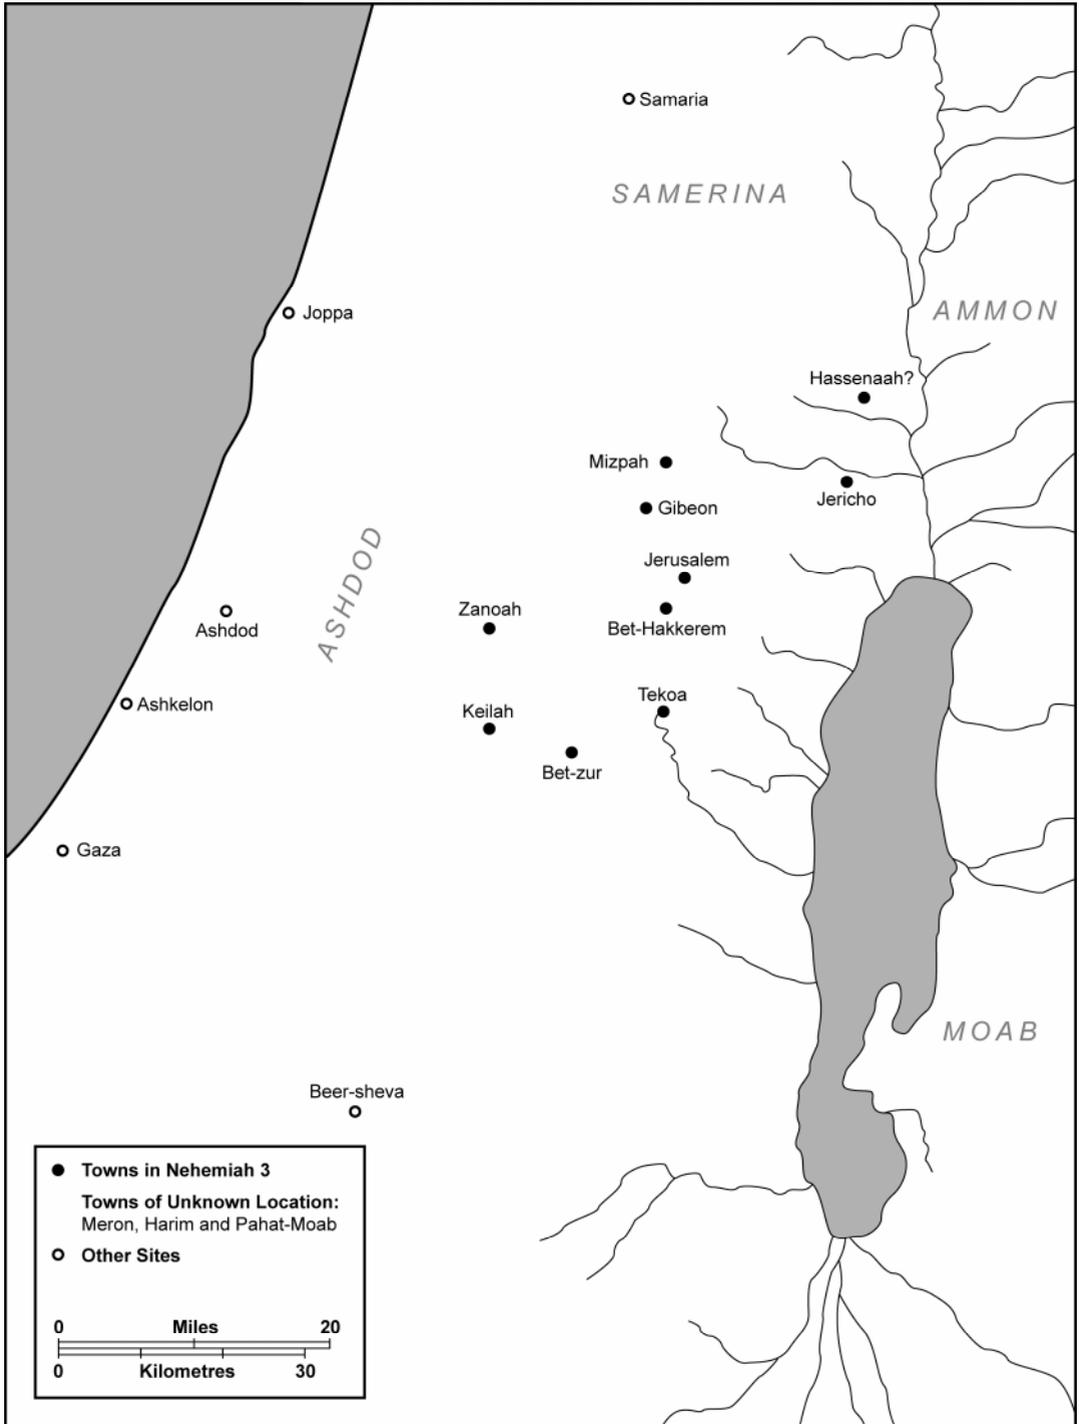 Samaria
SAMERINA
Joppa
AMMON
Hassenaah?
Mizpah
Jericho
Gibeon
ASHDOD
Jerusalem
Zanoah
Ashdod
Bet-Hakkerem
Tekoa
Ashkelon
Keilah
Bet-zur
Gaza
MOAB
Beer-sheva
Towns in Nehemiah 3
Towns of Unknown Location:
Meron, Harim and Pahat-Moab
Other Sites
0 Miles 20
0 Kilometres 30